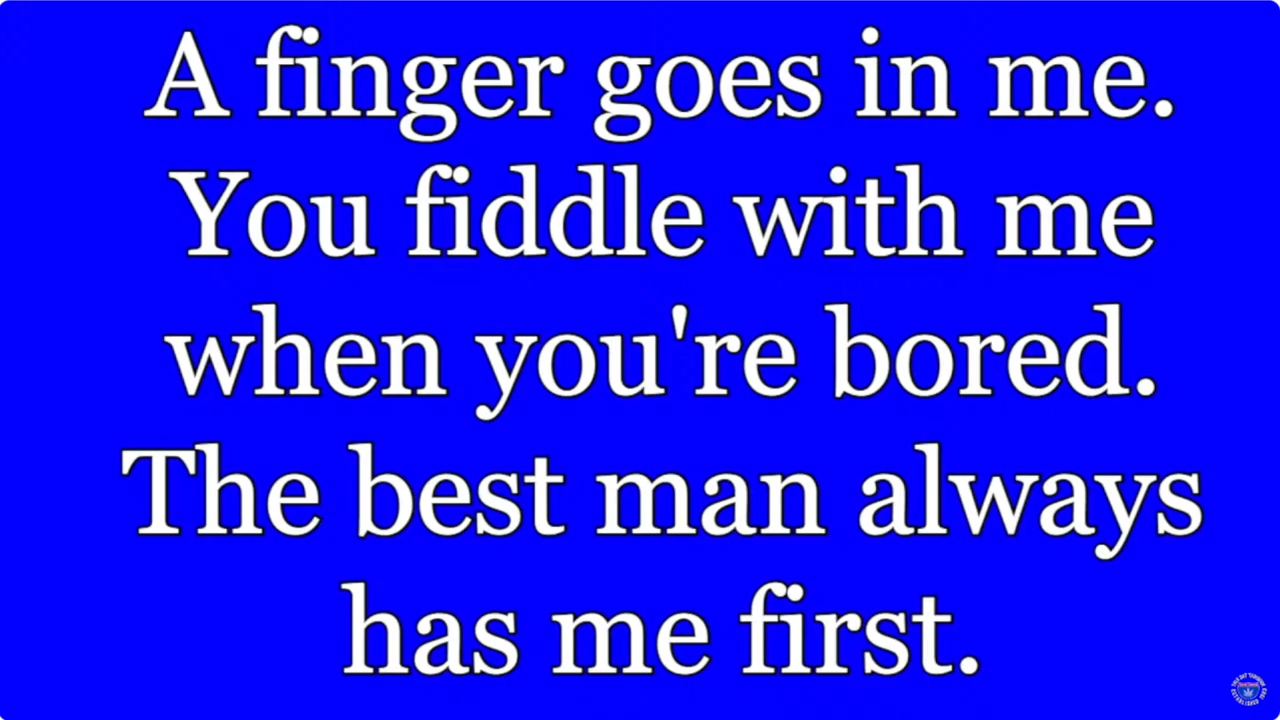 A finger goes in me.
You fiddle with me
when you're bored.
The best man always
has me first.